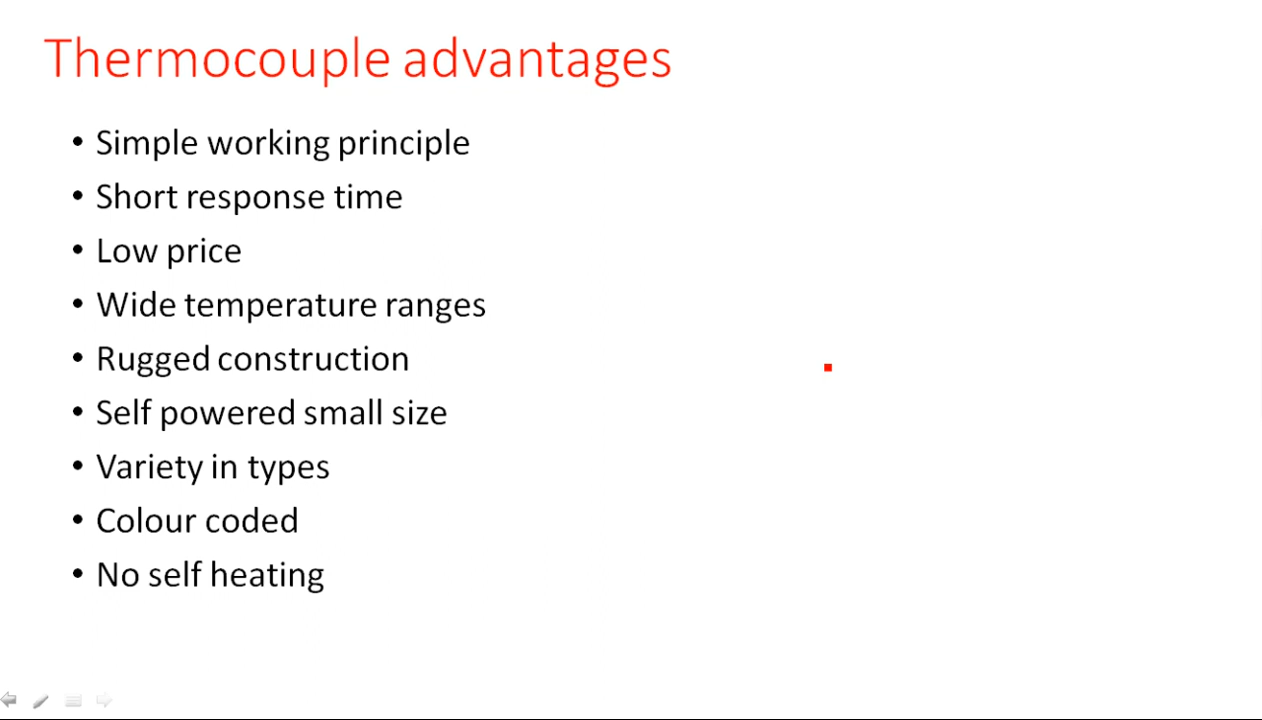 Thermocouple advantages
• Simple working principle
• Short response time
• Low price
• Wide temperature ranges
• Rugged construction
• Self powered small size
• Variety in types
• Colour coded
• No self heating